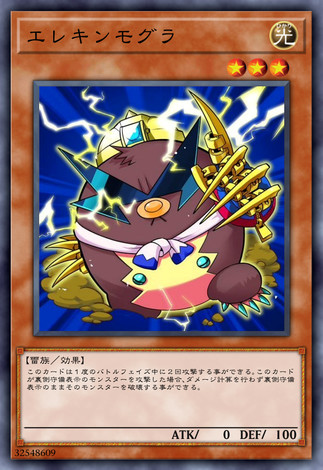 エレキンモグラ
光
【雷族／効果】
このカードは１度のバトルフェイズ中に２回攻撃する事ができる。このカード
が裏側守備表示のモンスターを攻撃した場合、ダメージ計算を行わず裏側守備
表示のままそのモンスターを破壊する事ができる。
ATK/ 0 DEF/ 100
32548609